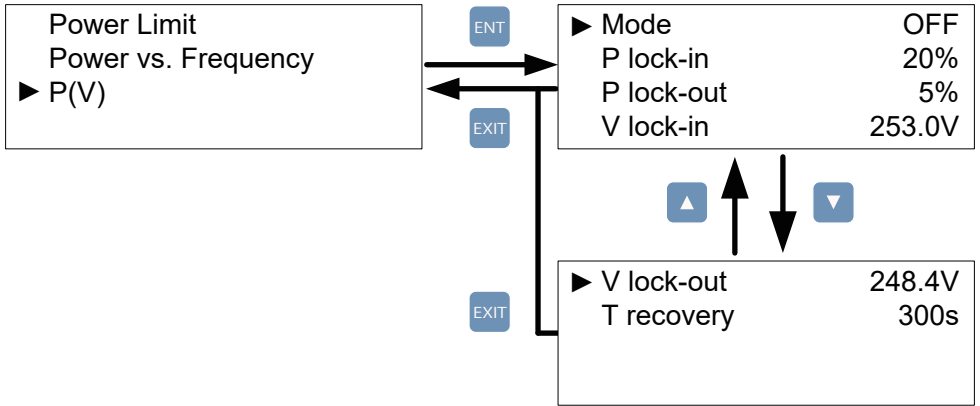 Power Limit
Power vs. Frequency
▶ P(V)
ENT
EXIT
▶ Mode OFF
P lock-in 20%
P lock-out 5%
V lock-in 253.0V
▲ ▼
EXIT
▶ V lock-out 248.4V
T recovery 300s